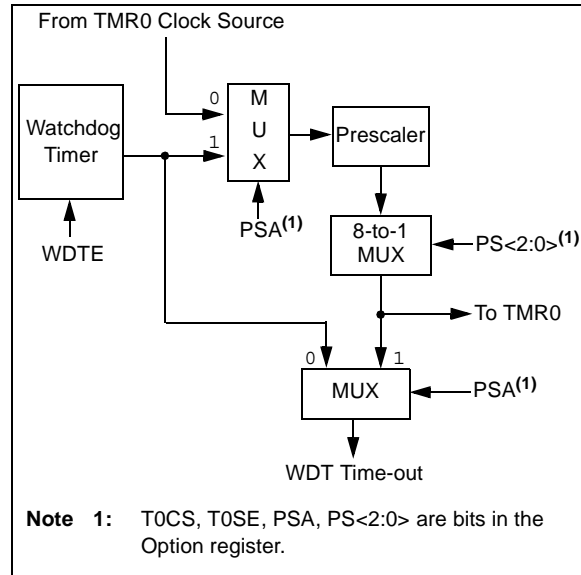 From TMR0 Clock Source
0
M
U
X
Watchdog
Timer
1
Prescaler
PSA(1)
WDTE
8-to-1
MUX
PS<2:0>(1)
To TMR0
0
1
MUX
PSA(1)
WDT Time-out
Note 1: T0CS, T0SE, PSA, PS<2:0> are bits in the
Option register.